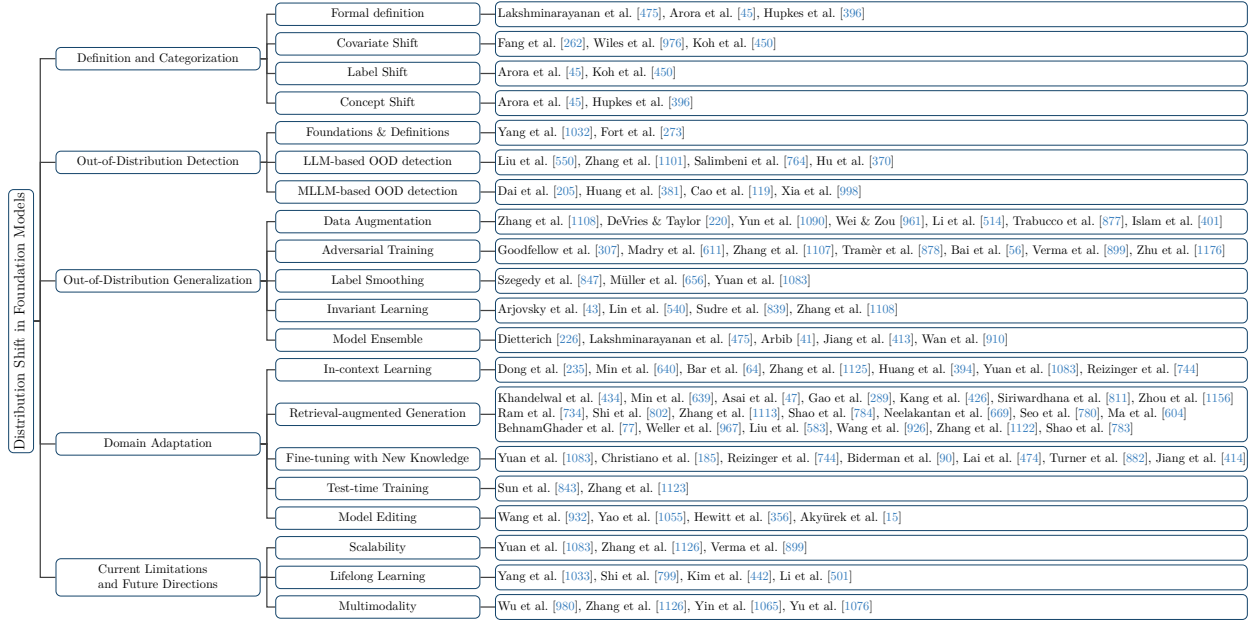 Distribution Shift in Foundation Models
Definition and Categorization
Formal definition
Lakshminarayanan et al. [475], Arora et al. [45], Hupkes et al. [396]
Covariate Shift
Fang et al. [262], Wiles et al. [976], Koh et al. [450]
Label Shift
Arora et al. [45], Koh et al. [450]
Concept Shift
Arora et al. [45], Hupkes et al. [396]
Out-of-Distribution Detection
Foundations & Definitions
Yang et al. [1032], Fort et al. [273]
LLM-based OOD detection
Liu et al. [550], Zhang et al. [1101], Salimbeni et al. [764], Hu et al. [370]
MLLM-based OOD detection
Dai et al. [205], Huang et al. [381], Cao et al. [119], Xia et al. [998]
Out-of-Distribution Generalization
Data Augmentation
Zhang et al. [1108], DeVries & Taylor [220], Yun et al. [1090], Wei & Zou [961], Li et al. [514], Trabucco et al. [877], Islam et al. [401]
Adversarial Training
Goodfellow et al. [307], Madry et al. [611], Zhang et al. [1107], Tramèr et al. [878], Bai et al. [56], Verma et al. [899], Zhu et al. [1176]
Label Smoothing
Szegedy et al. [847], Müller et al. [656], Yuan et al. [1083]
Invariant Learning
Arjovsky et al. [43], Lin et al. [540], Sudre et al. [839], Zhang et al. [1108]
Model Ensemble
Dietterich [226], Lakshminarayanan et al. [475], Arbib [41], Jiang et al. [413], Wan et al. [910]
Domain Adaptation
In-context Learning
Dong et al. [235], Min et al. [640], Bar et al. [64], Zhang et al. [1125], Huang et al. [394], Yuan et al. [1083], Reizinger et al. [744]
Retrieval-augmented Generation
Khandelwal et al. [434], Min et al. [639], Asai et al. [47], Gao et al. [289], Kang et al. [426], Siriwardhana et al. [811], Zhou et al. [1156]
Ram et al. [734], Shi et al. [802], Zhang et al. [1113], Shao et al. [784], Neelakantan et al. [669], Seo et al. [780], Ma et al. [604]
BehnamGhader et al. [77], Weller et al. [967], Liu et al. [583], Wang et al. [926], Zhang et al. [1122], Shao et al. [783]
Fine-tuning with New Knowledge
Yuan et al. [1083], Christiano et al. [185], Reizinger et al. [744], Biderman et al. [90], Lai et al. [474], Turner et al. [882], Jiang et al. [414]
Test-time Training
Sun et al. [843], Zhang et al. [1123]
Model Editing
Wang et al. [932], Yao et al. [1055], Hewitt et al. [356], Akyürek et al. [15]
Current Limitations
and Future Directions
Scalability
Yuan et al. [1083], Zhang et al. [1126], Verma et al. [899]
Lifelong Learning
Yang et al. [1033], Shi et al. [799], Kim et al. [442], Li et al. [501]
Multimodality
Wu et al. [980], Zhang et al. [1126], Yin et al. [1065], Yu et al. [1076]